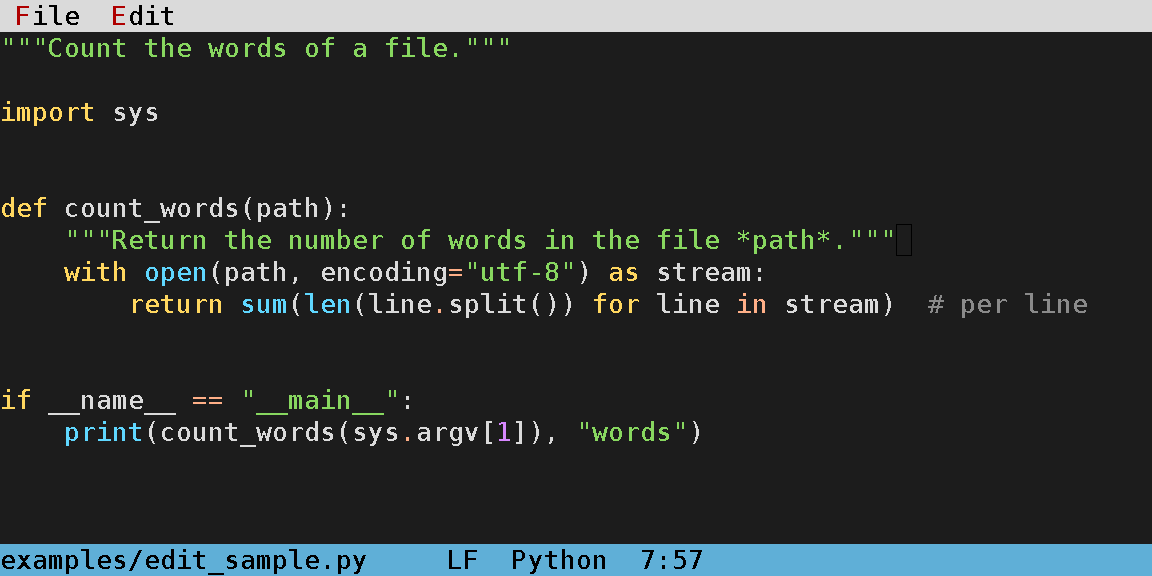 File  Edit
"""Count the words of a file."""
import sys
def count_words(path):
    """Return the number of words in the file *path*."""
    with open(path, encoding="utf-8") as stream:
        return sum(len(line.split()) for line in stream)  # per line
if __name__ == "__main__":
    print(count_words(sys.argv[1]), "words")
examples/edit_sample.py     LF  Python  7:57